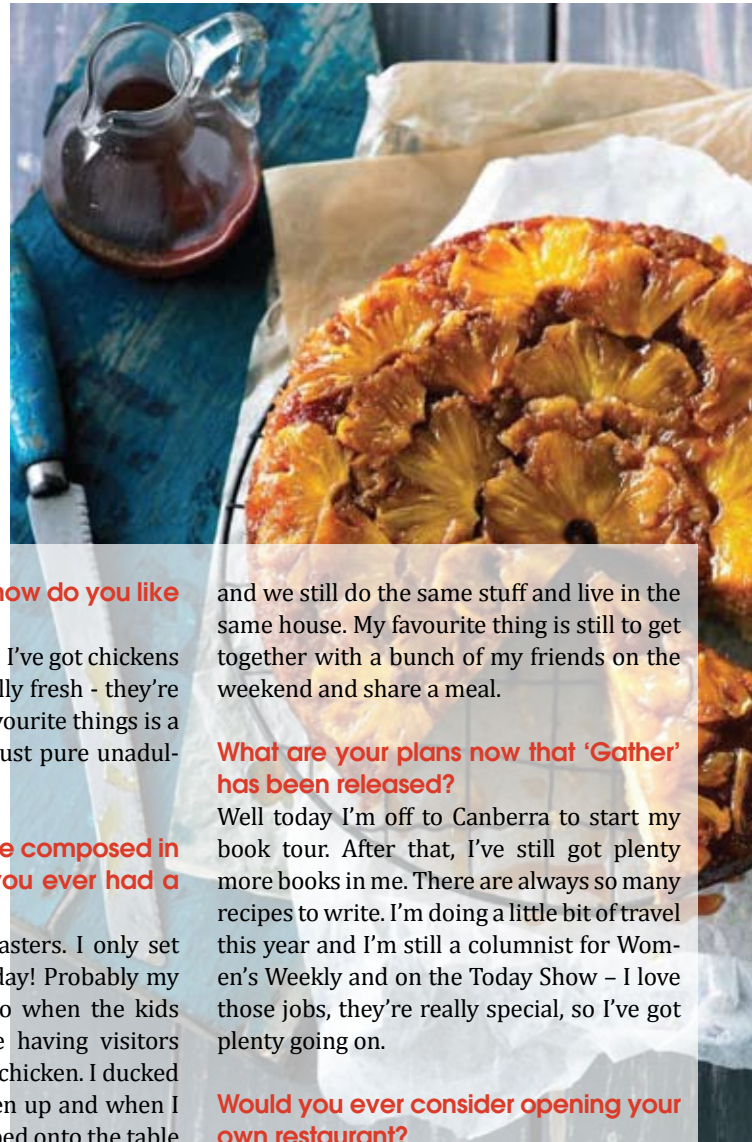 how do you like
I've got chickens
lly fresh - they're
vourite things is a
ust pure unadul-
e composed in
you ever had a
asters. I only set
day! Probably my
o when the kids
e having visitors
chicken. I ducked
en up and when I
ped onto the table
and we still do the same stuff and live in the
same house. My favourite thing is still to get
together with a bunch of my friends on the
weekend and share a meal.
What are your plans now that ‘Gather’
has been released?
Well today I'm off to Canberra to start my
book tour. After that, I've still got plenty
more books in me. There are always so many
recipes to write. I'm doing a little bit of travel
this year and I'm still a columnist for Wom-
en's Weekly and on the Today Show – I love
those jobs, they're really special, so I've got
plenty going on.
Would you ever consider opening your
own restaurant?